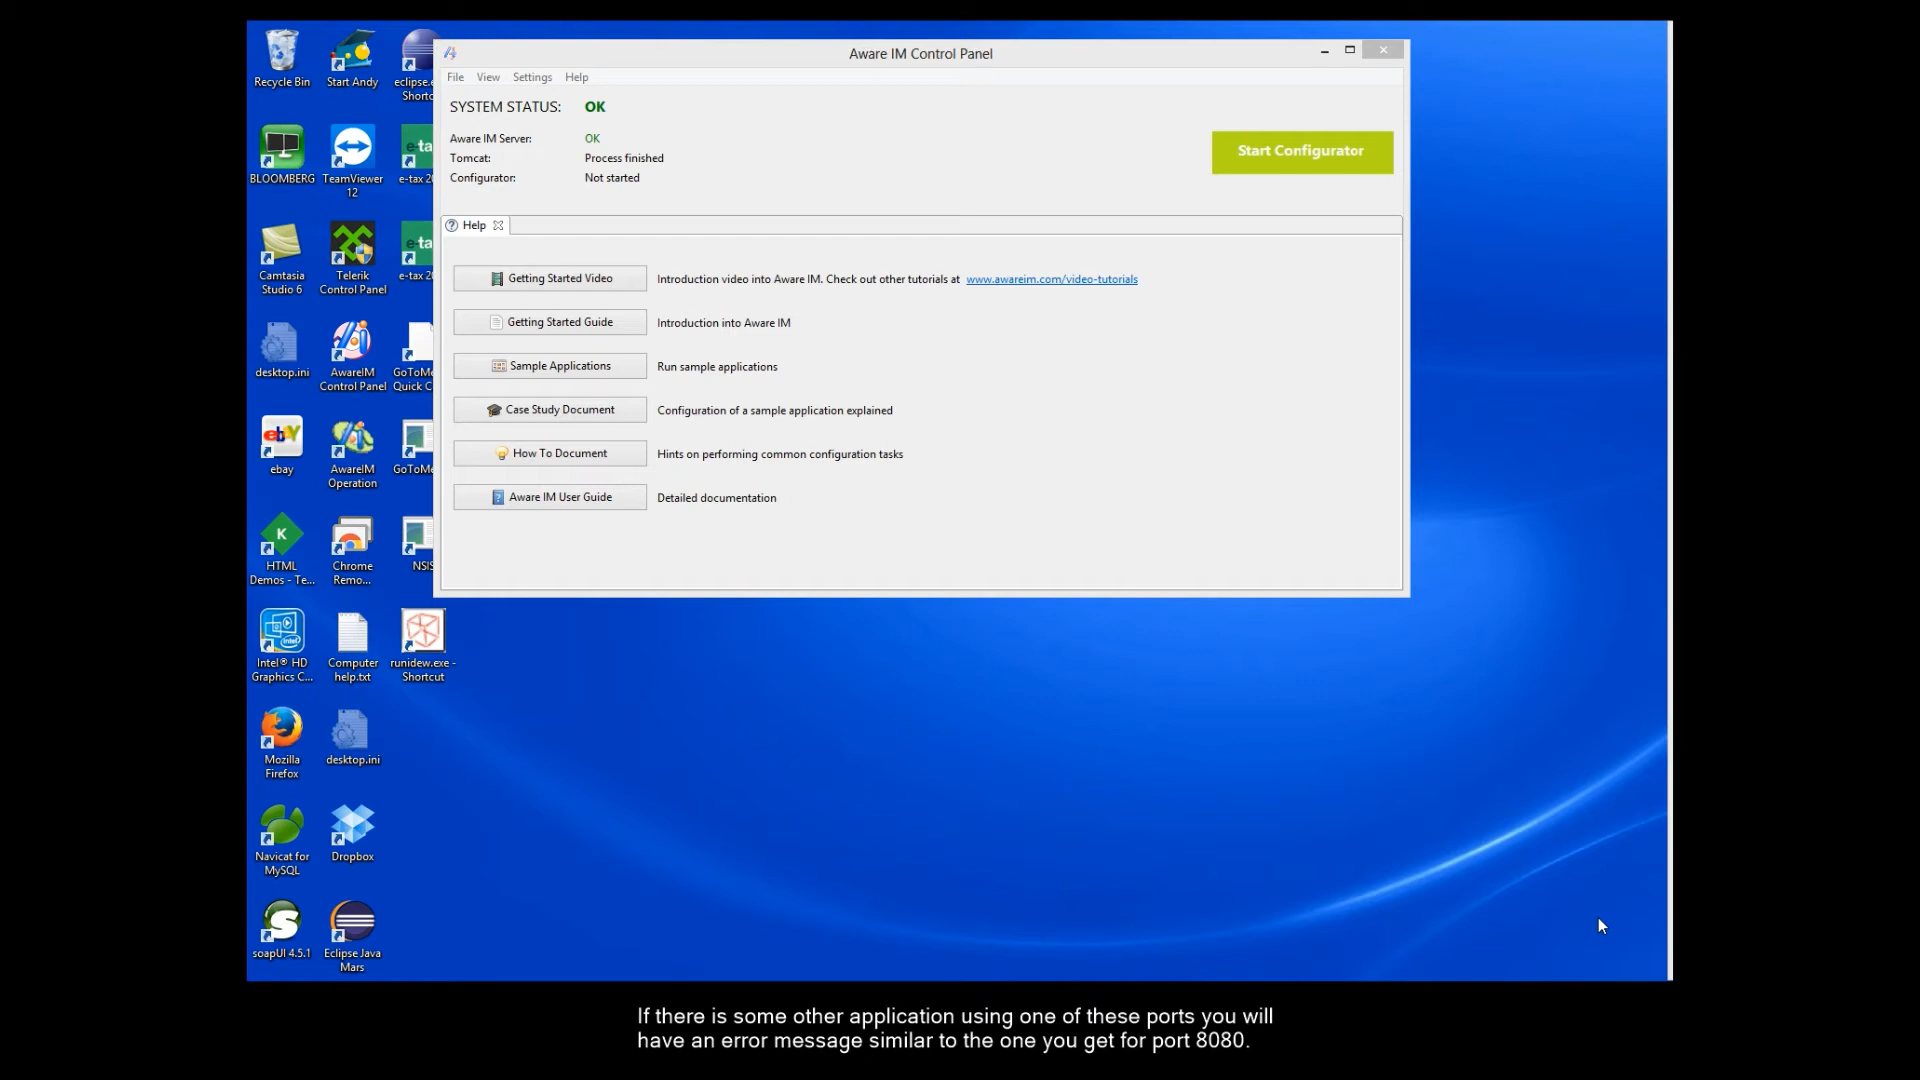 Aware IM Control Panel
File View Settings Help
SYSTEM STATUS: OK
Aware IM Server: OK
Tomcat: Process finished
Configurator: Not started
Start Configurator
Help
Getting Started Video Introduction video into Aware IM. Check out other tutorials at www.awareim.com/video-tutorials
Getting Started Guide Introduction into Aware IM
Sample Applications Run sample applications
Case Study Document Configuration of a sample application explained
How To Document Hints on performing common configuration tasks
Aware IM User Guide Detailed documentation
Recycle Bin
Start Andy
eclipse.e
Shortc
BLOOMBERG
TeamViewer
12
e-tax 20
Camtasia
Studio 6
Telerik
Control Panel
e-tax 20
desktop.ini
AwareIM
Control Panel
GoToMe
Quick C
ebay
AwareIM
Operation
GoToMe
HTML
Demos - Te...
Chrome
Remo...
NSIS
Intel® HD
Graphics C...
Computer
help.txt
runidew.exe -
Shortcut
Mozilla
Firefox
desktop.ini
Navicat for
MySQL
Dropbox
soapUI 4.5.1
Eclipse Java
Mars
If there is some other application using one of these ports you will
have an error message similar to the one you get for port 8080.